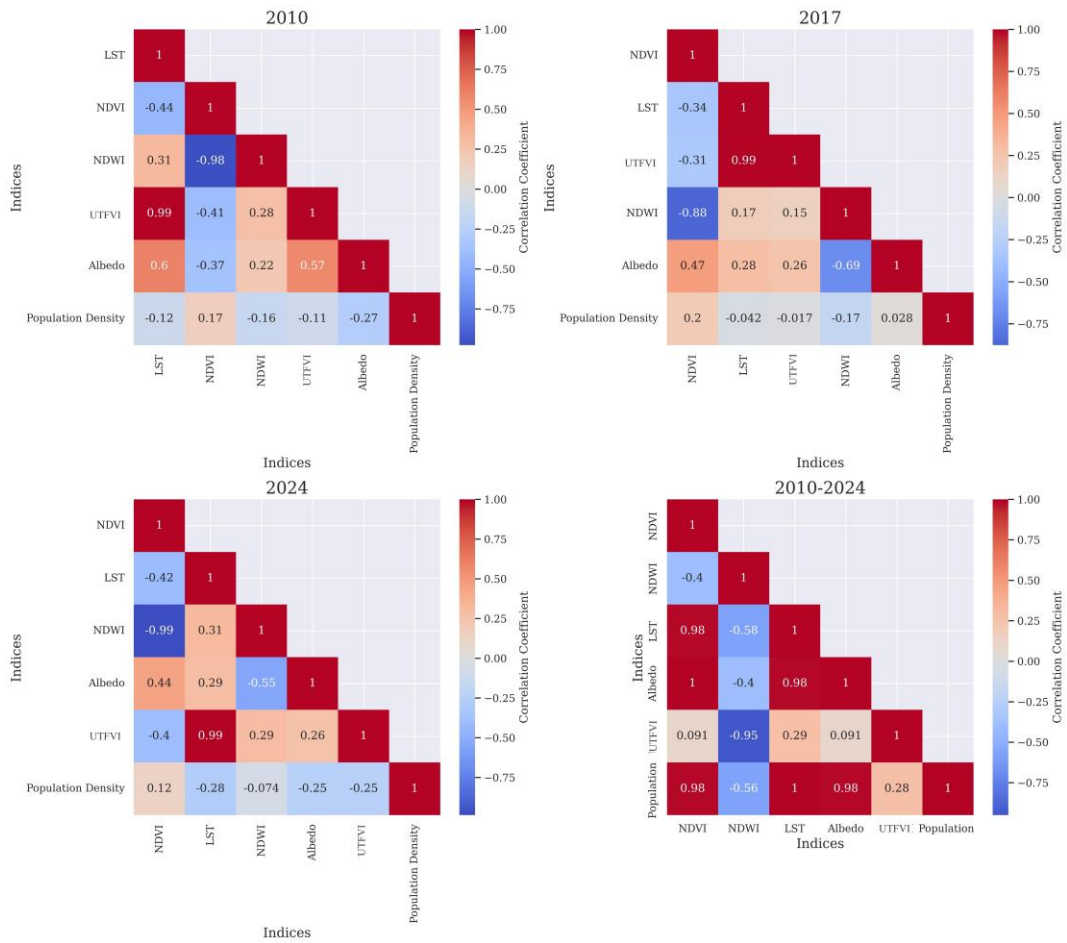 2010
LST 1
NDVI -0.44 1
NDWI 0.31 -0.98 1
UTFVI 0.99 -0.41 0.28 1
Albedo 0.6 -0.37 0.22 0.57 1
Population Density -0.12 0.17 -0.16 -0.11 -0.27 1
LST NDVI NDWI UTFVI Albedo Population Density
Indices
Indices
1.00
0.75
0.50
0.25
0.00
−0.25
−0.50
−0.75
Correlation Coefficient
2017
NDVI 1
LST -0.34 1
UTFVI -0.31 0.99 1
NDWI -0.88 0.17 0.15 1
Albedo 0.47 0.28 0.26 -0.69 1
Population Density 0.2 -0.042 -0.017 -0.17 0.028 1
NDVI LST UTFVI NDWI Albedo Population Density
Indices
Indices
1.00
0.75
0.50
0.25
0.00
−0.25
−0.50
−0.75
Correlation Coefficient
2024
NDVI 1
LST -0.42 1
NDWI -0.99 0.31 1
Albedo 0.44 0.29 -0.55 1
UTFVI -0.4 0.99 0.29 0.26 1
Population Density 0.12 -0.28 -0.074 -0.25 -0.25 1
NDVI LST NDWI Albedo UTFVI Population Density
Indices
Indices
1.00
0.75
0.50
0.25
0.00
−0.25
−0.50
−0.75
Correlation Coefficient
2010-2024
NDVI 1
NDWI -0.4 1
LST 0.98 -0.58 1
Albedo 1 -0.4 0.98 1
UTFVI 0.091 -0.95 0.29 0.091 1
Population 0.98 -0.56 1 0.98 0.28 1
NDVI NDWI LST Albedo UTFVI Population
Indices
Indices
1.00
0.75
0.50
0.25
0.00
−0.25
−0.50
−0.75
Correlation Coefficient